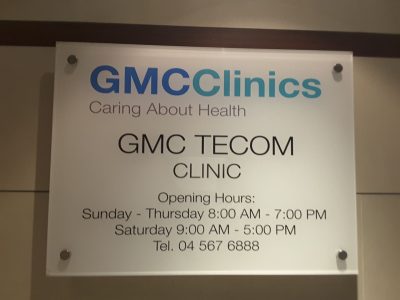 GMCClinics
Caring About Health
GMC TECOM
CLINIC
Opening Hours:
Sunday - Thursday 8:00 AM - 7:00 PM
Saturday 9:00 AM - 5:00 PM
Tel. 04 567 6888